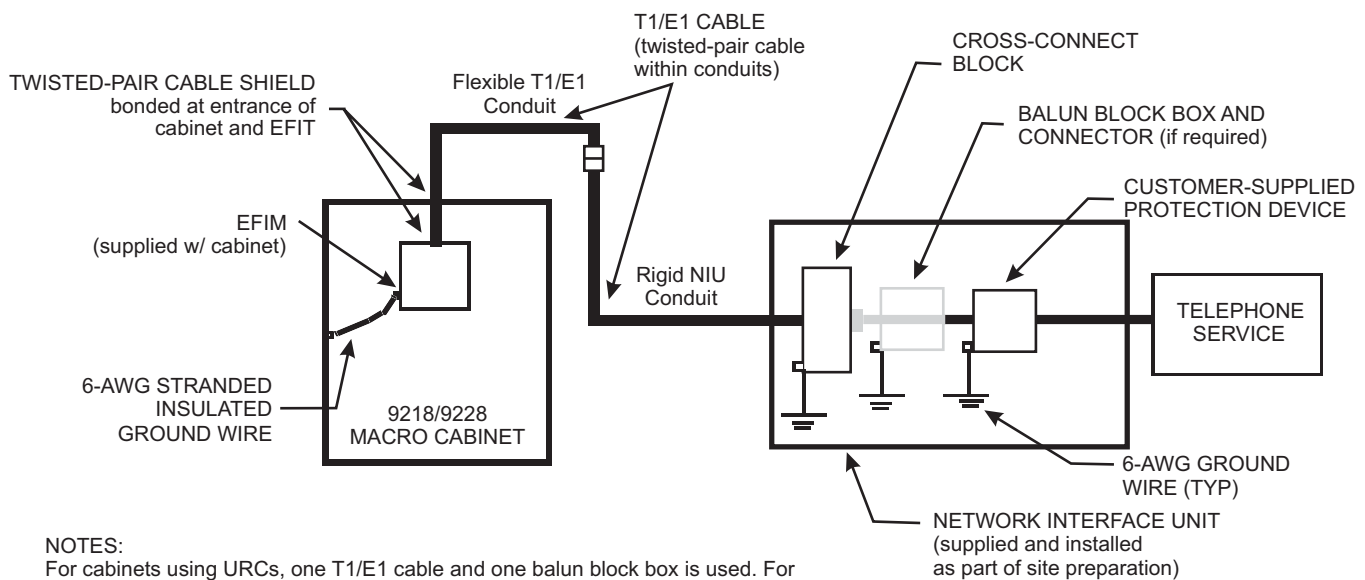 T1/E1 CABLE
(twisted-pair cable
within conduits)
CROSS-CONNECT
BLOCK
TWISTED-PAIR CABLE SHIELD
bonded at entrance of
cabinet and EFIT
Flexible T1/E1
Conduit
BALUN BLOCK BOX AND
CONNECTOR (if required)
CUSTOMER-SUPPLIED
PROTECTION DEVICE
EFIM
(supplied w/ cabinet)
Rigid NIU
Conduit
TELEPHONE
SERVICE
6-AWG STRANDED
INSULATED
GROUND WIRE
9218/9228
MACRO CABINET
6-AWG GROUND
WIRE (TYP)
NETWORK INTERFACE UNIT
(supplied and installed
as part of site preparation)
NOTES:
For cabinets using URCs, one T1/E1 cable and one balun block box is used. For